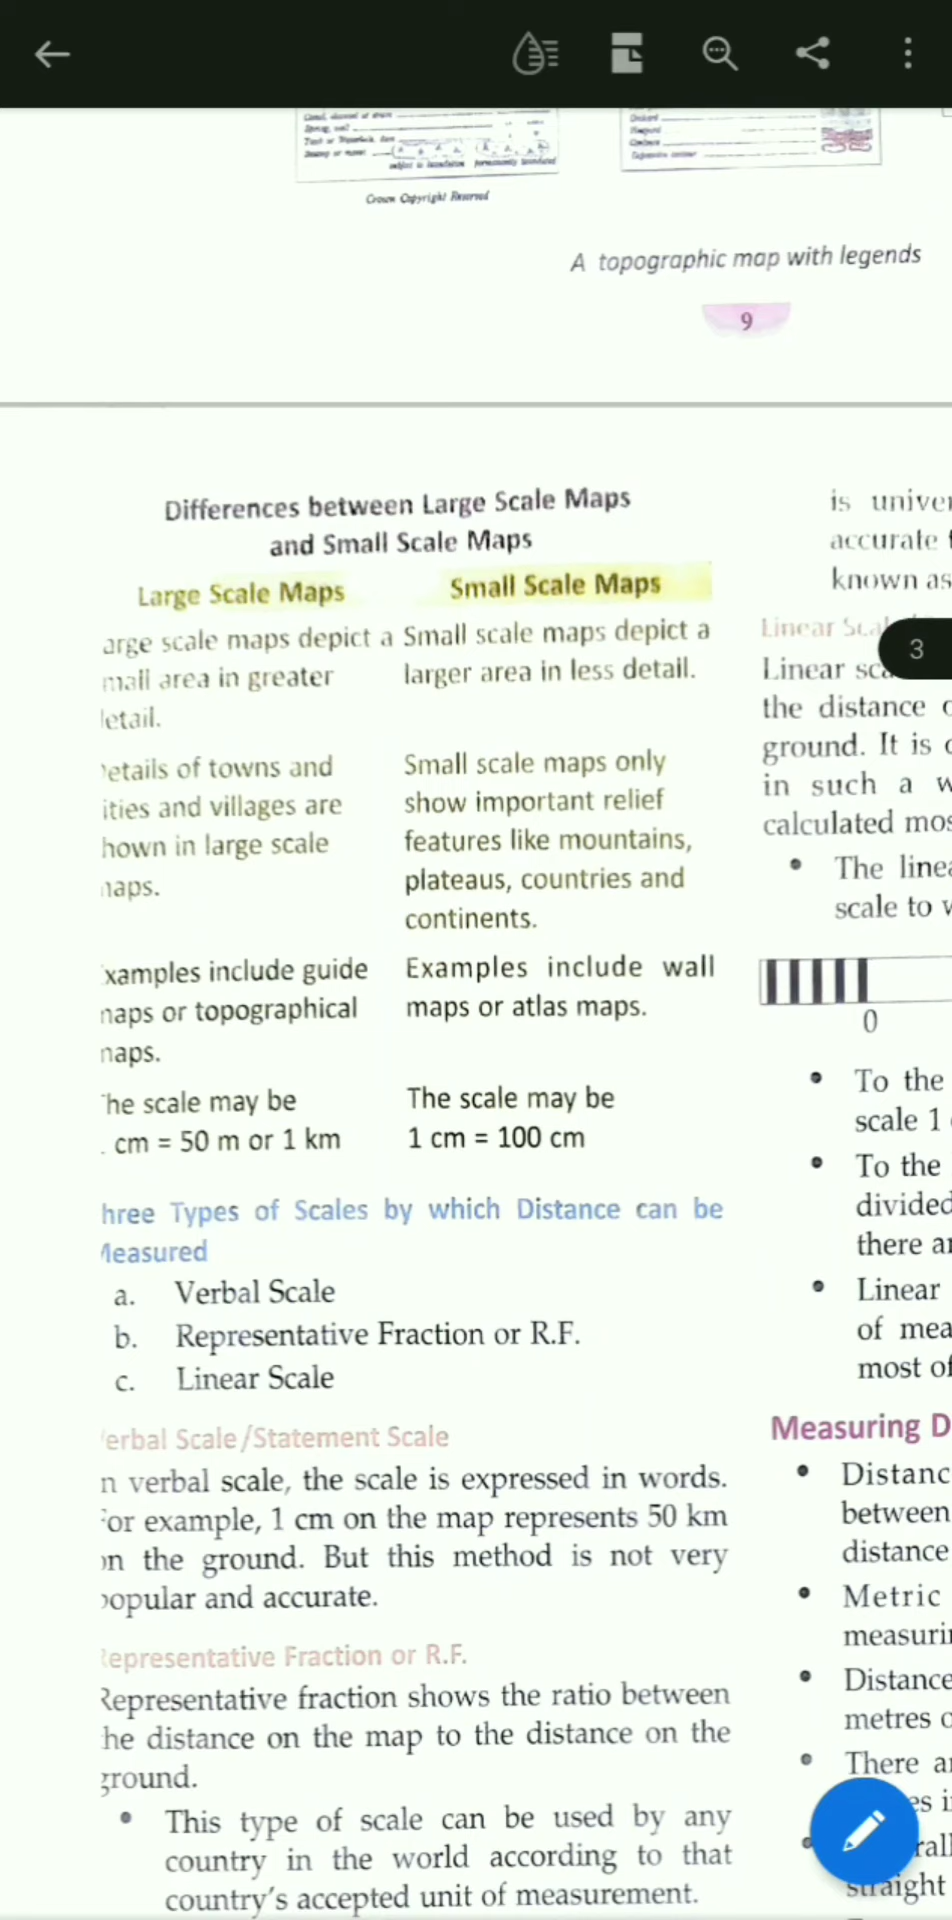 Crown Copyright Reserved
A topographic map with legends
9
Differences between Large Scale Maps
and Small Scale Maps
Large Scale Maps
Small Scale Maps
arge scale maps depict a
mall area in greater
letail.
Small scale maps depict a
larger area in less detail.
etails of towns and
ities and villages are
hown in large scale
naps.
Small scale maps only
show important relief
features like mountains,
plateaus, countries and
continents.
xamples include guide
naps or topographical
naps.
Examples include wall
maps or atlas maps.
he scale may be
. cm = 50 m or 1 km
The scale may be
1 cm = 100 cm
hree Types of Scales by which Distance can be
Measured
a. Verbal Scale
b. Representative Fraction or R.F.
c. Linear Scale
erbal Scale/Statement Scale
n verbal scale, the scale is expressed in words.
or example, 1 cm on the map represents 50 km
on the ground. But this method is not very
popular and accurate.
Representative Fraction or R.F.
Representative fraction shows the ratio between
he distance on the map to the distance on the
ground.
• This type of scale can be used by any
country in the world according to that
country's accepted unit of measurement.
is univer
accurate
known as
Linear Scal
3
Linear sca
the distance o
ground. It is
in such a w
calculated mos
• The linea
scale to w
0
• To the
scale 1
• To the
divided
there ar
• Linear
of mea
most of
Measuring D
• Distanc
between
distance
• Metric
measuri
• Distance
metres o
• There ar
es i
rall
straight